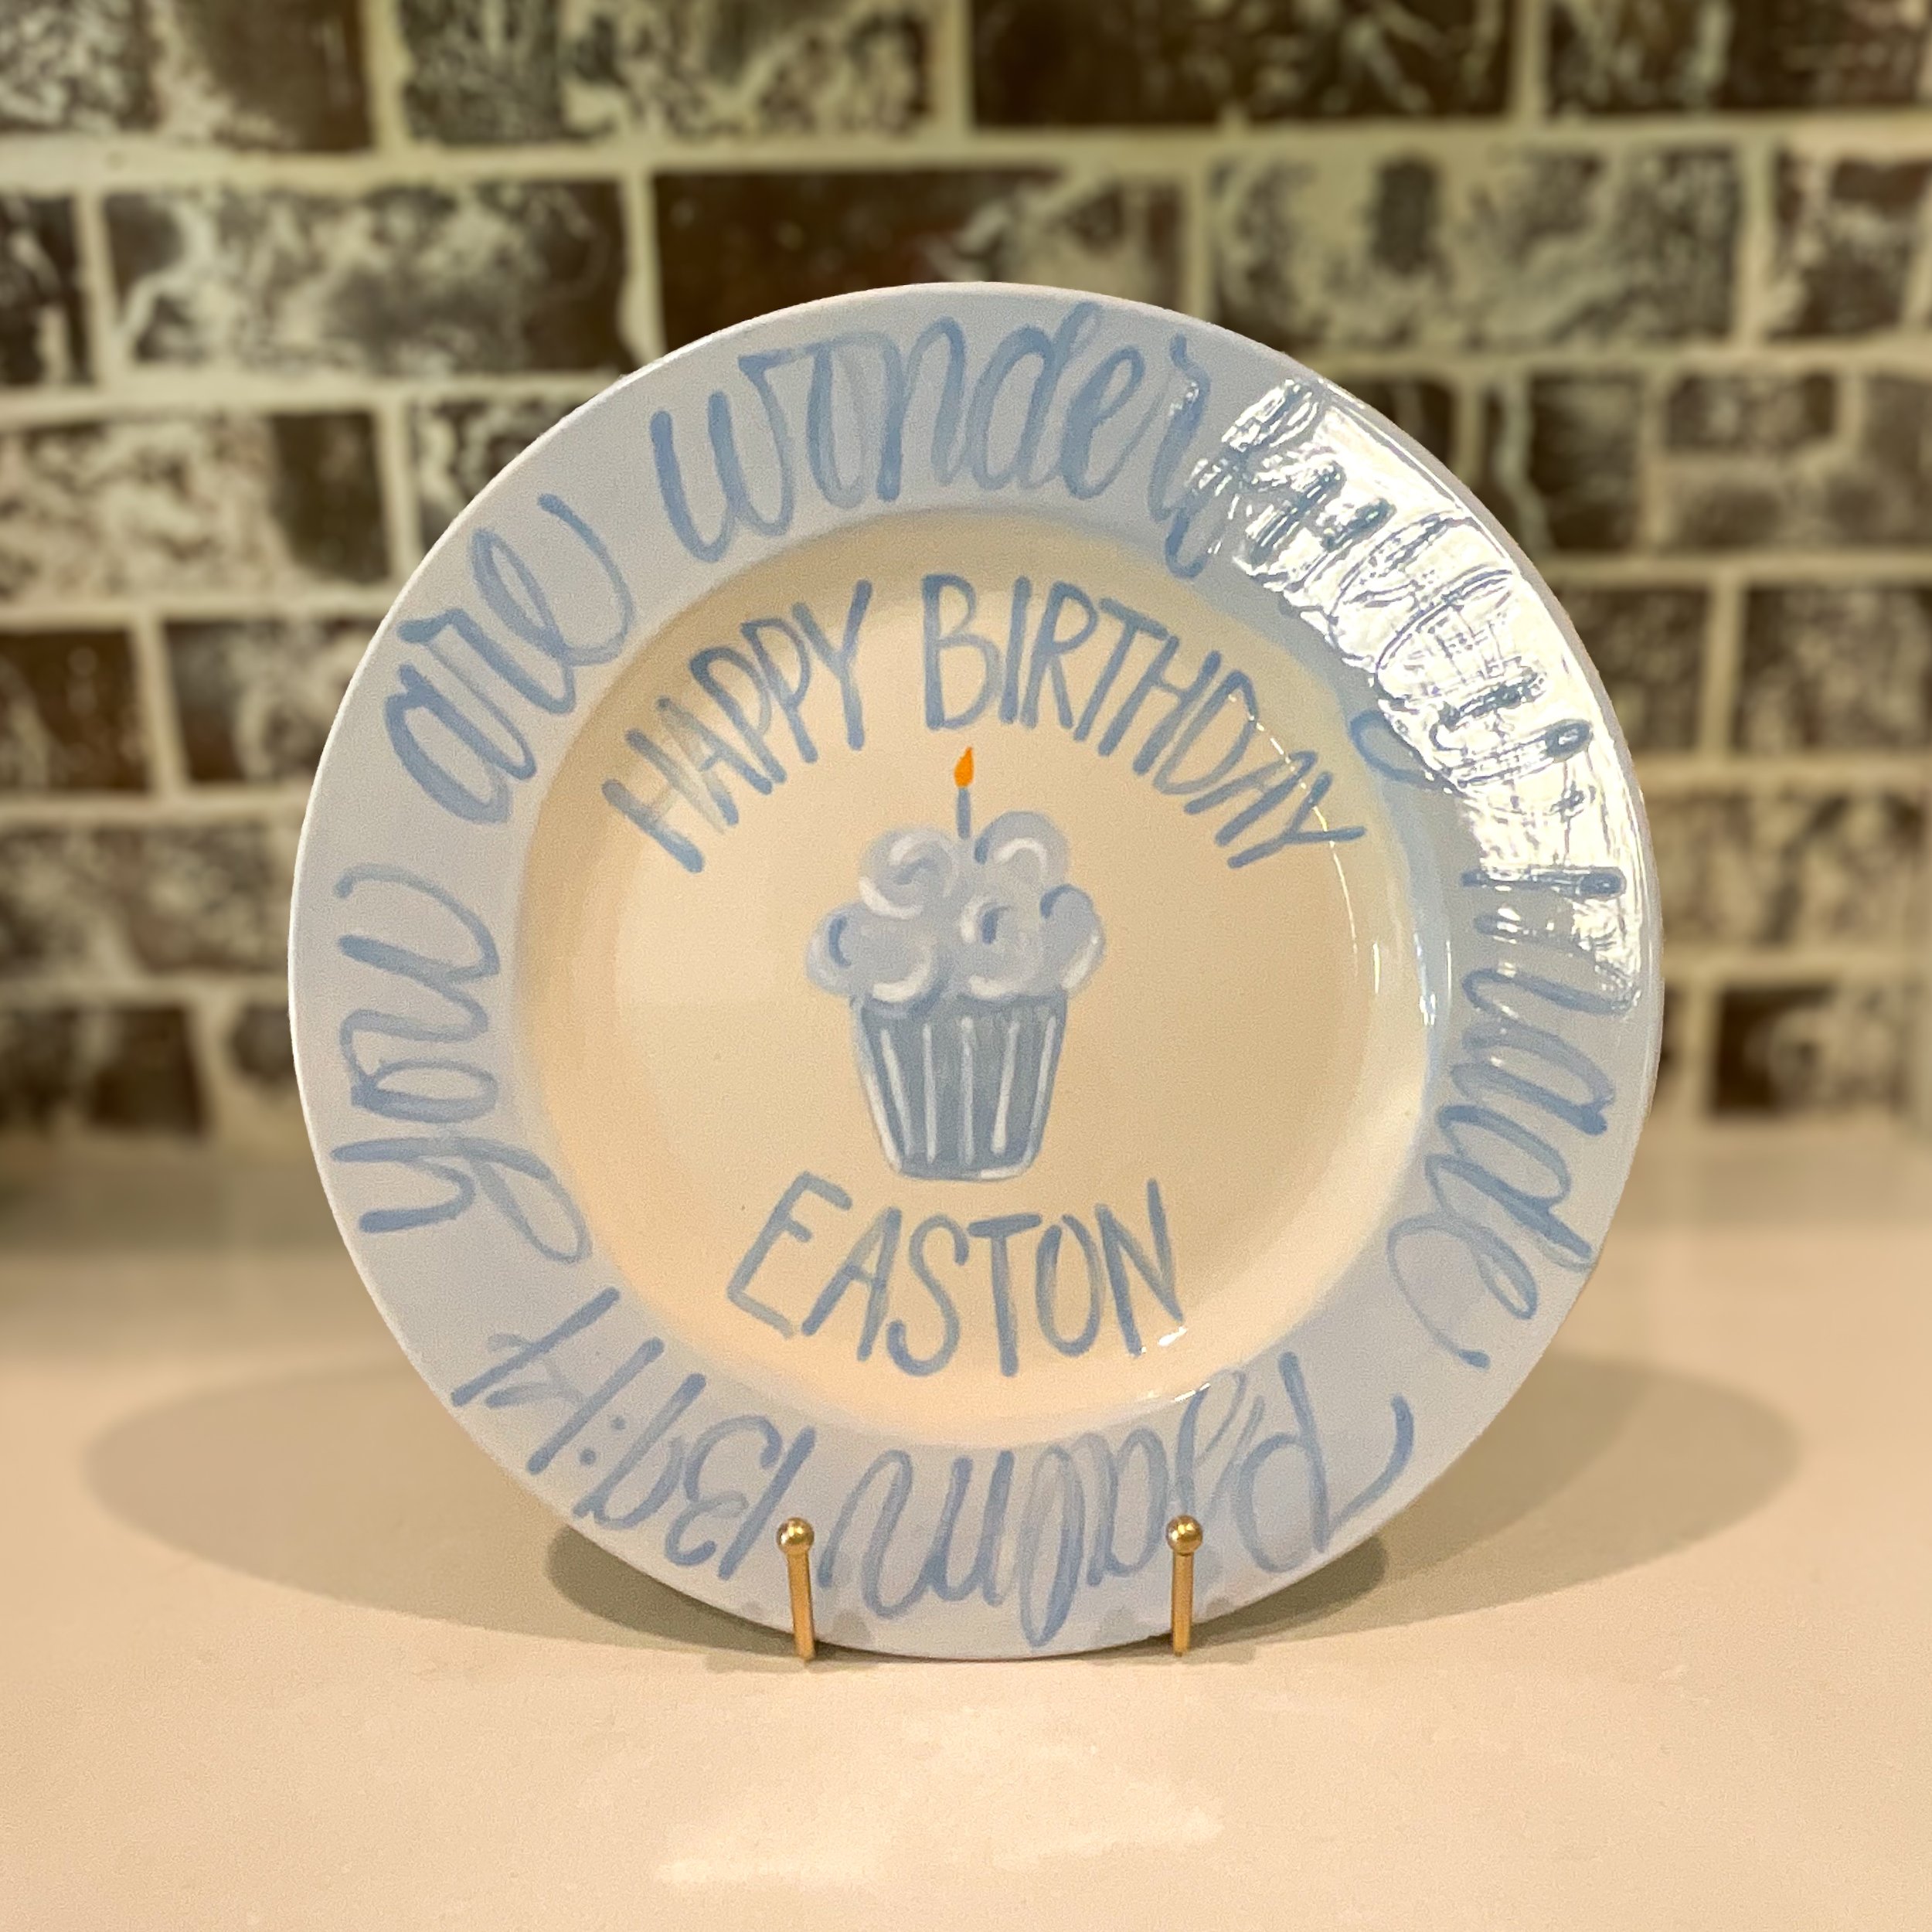 you are wonderfully made
Psalm 139:14
HAPPY BIRTHDAY
EASTON